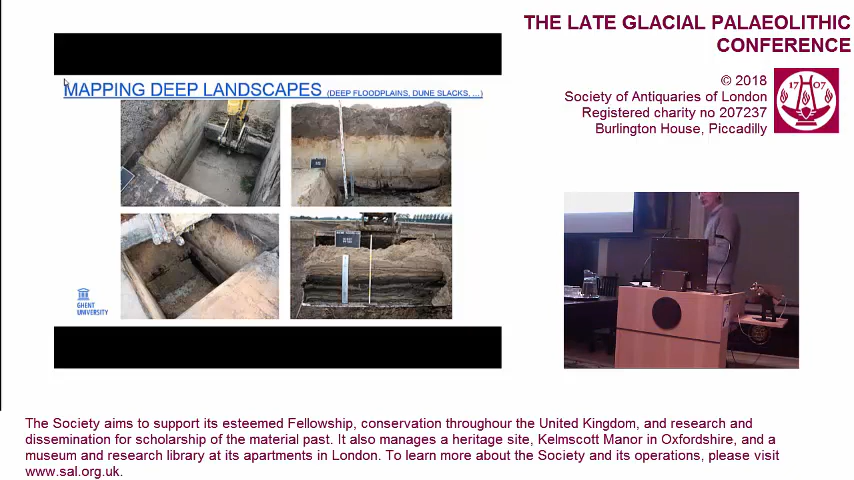 THE LATE GLACIAL PALAEOLITHIC
CONFERENCE
© 2018
Society of Antiquaries of London
Registered charity no 207237
Burlington House, Piccadilly
17 07
MAPPING DEEP LANDSCAPES (DEEP FLOODPLAINS, DUNE SLACKS, ...)
GHENT
UNIVERSITY
The Society aims to support its esteemed Fellowship, conservation throughour the United Kingdom, and research and
dissemination for scholarship of the material past. It also manages a heritage site, Kelmscott Manor in Oxfordshire, and a
museum and research library at its apartments in London. To learn more about the Society and its operations, please visit
www.sal.org.uk.